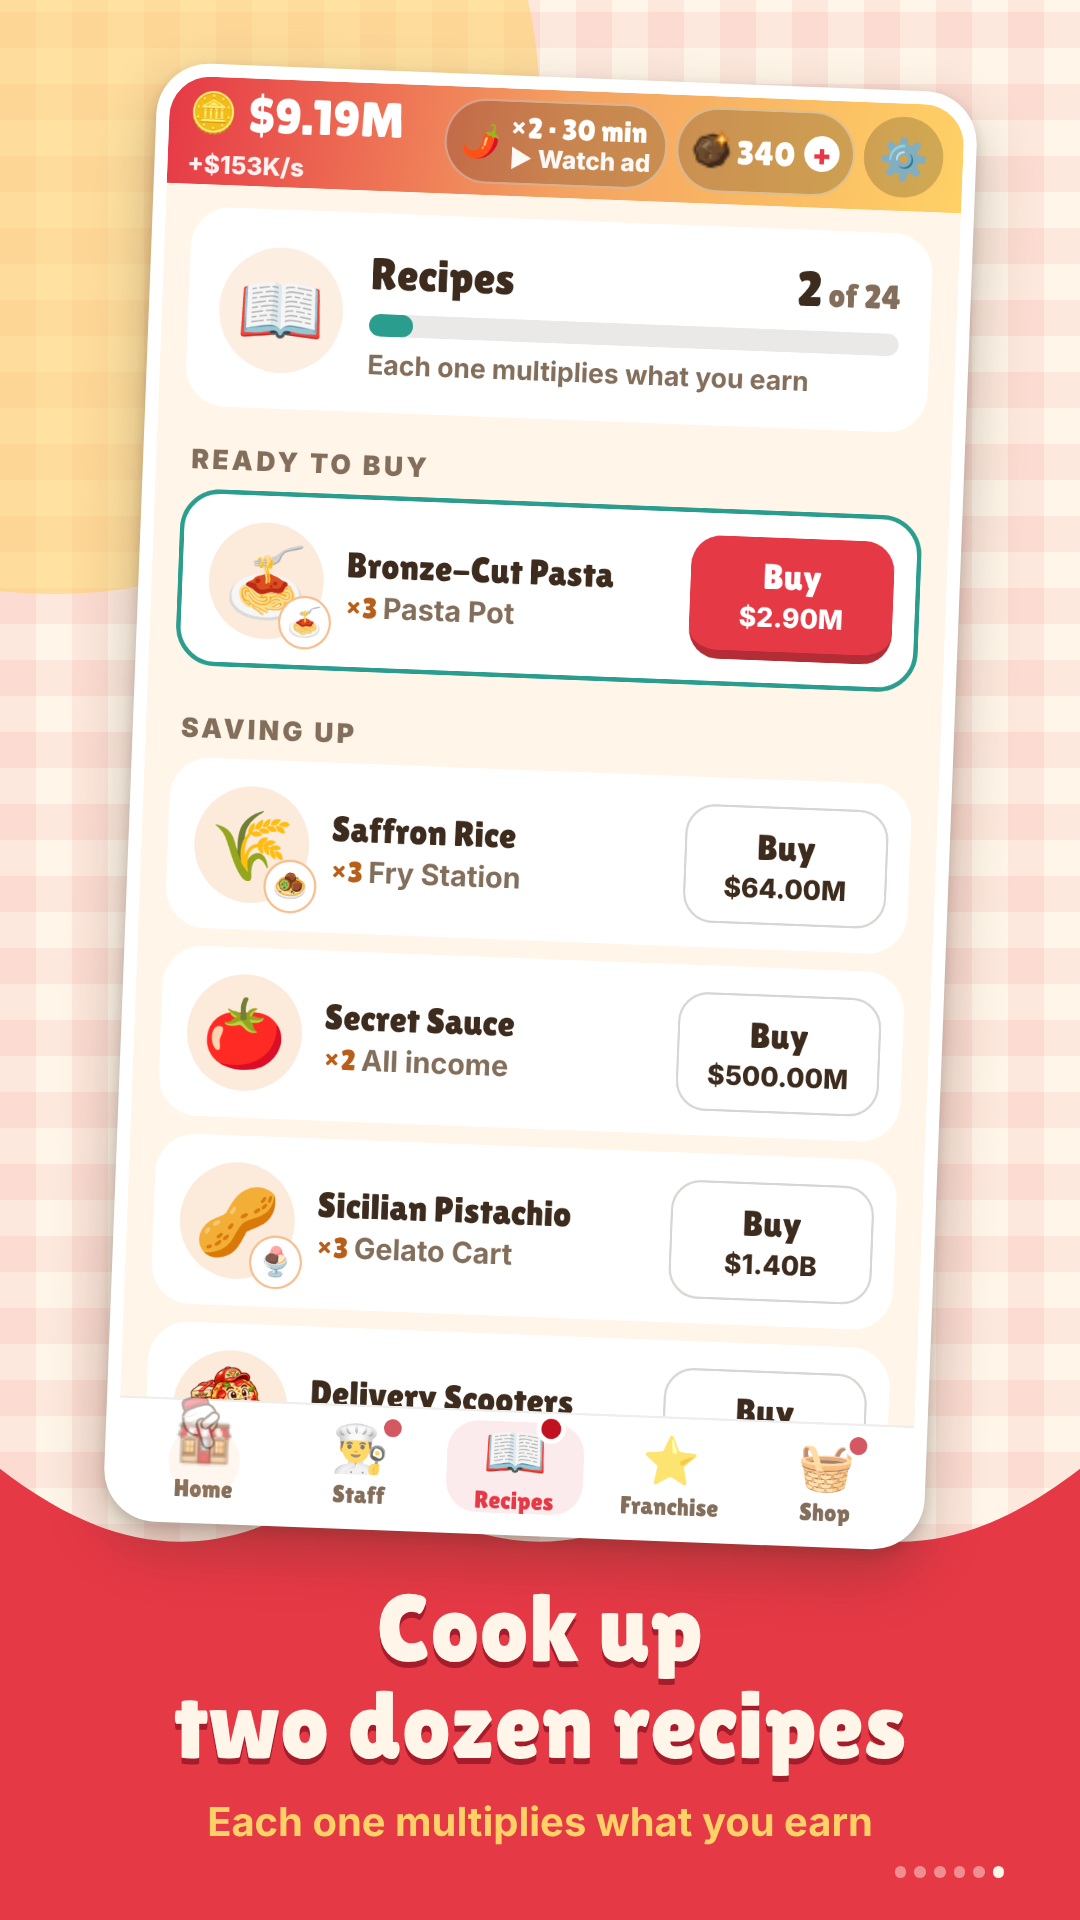 $9.19M
+$153K/s
×2 · 30 min
▶ Watch ad
340 +
Recipes
2 of 24
Each one multiplies what you earn
READY TO BUY
Bronze-Cut Pasta
×3 Pasta Pot
Buy
$2.90M
SAVING UP
Saffron Rice
×3 Fry Station
Buy
$64.00M
Secret Sauce
×2 All income
Buy
$500.00M
Sicilian Pistachio
×3 Gelato Cart
Buy
$1.40B
Delivery Scooters
Buy
Home
Staff
Recipes
Franchise
Shop
Cook up
two dozen recipes
Each one multiplies what you earn